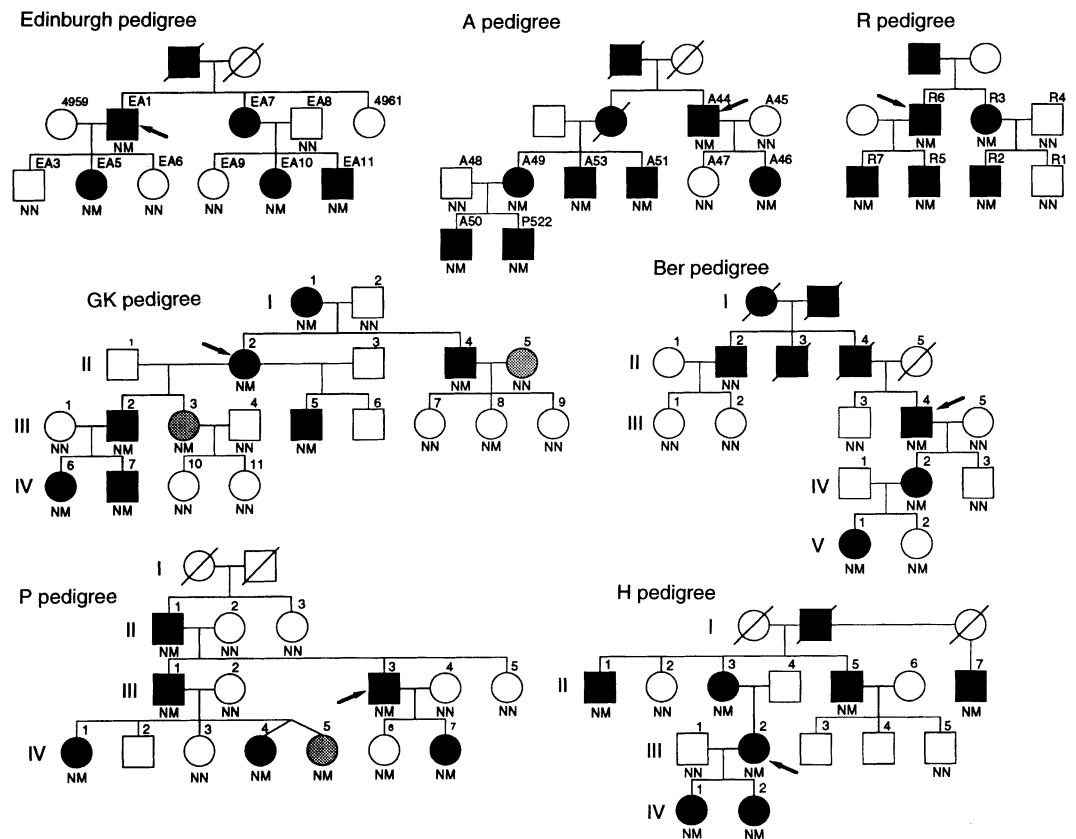 Edinburgh pedigree
4959 EA1 EA7 EA8 4961
NM NN
EA3 EA5 EA6 EA9 EA10 EA11
NN NM NN NN NM NM
A pedigree
A44 A45
NM NN
A48 A49 A53 A51 A47 A46
NN NM NM NM NN NM
A50 P522
NM NM
R pedigree
R6 R3 R4
NM NM NN
R7 R5 R2 R1
NM NM NM NN
GK pedigree
I 1 2
NM NN
II 1 2 3 4 5
NM NM NN
III 1 2 3 4 5 6 7 8 9
NN NM NM NN NM NN NM NN
IV 6 7 10 11
NM NM NN NN
Ber pedigree
I
II 1 2 3 4 5
NN
III 1 2 3 4 5
NN NN NN NM NN
IV 1 2 3
NM NN
V 1 2
NM NM
P pedigree
I
II 1 2 3
NM NN NN
III 1 2 3 4 5
NM NN NM NN NN
IV 1 2 3 4 5 6 7
NM NN NM NM NM NM
H pedigree
I
II 1 2 3 4 5 6 7
NM NN NM NM NM
III 1 2 3 4 5
NN NM NN
IV 1 2
NM NM